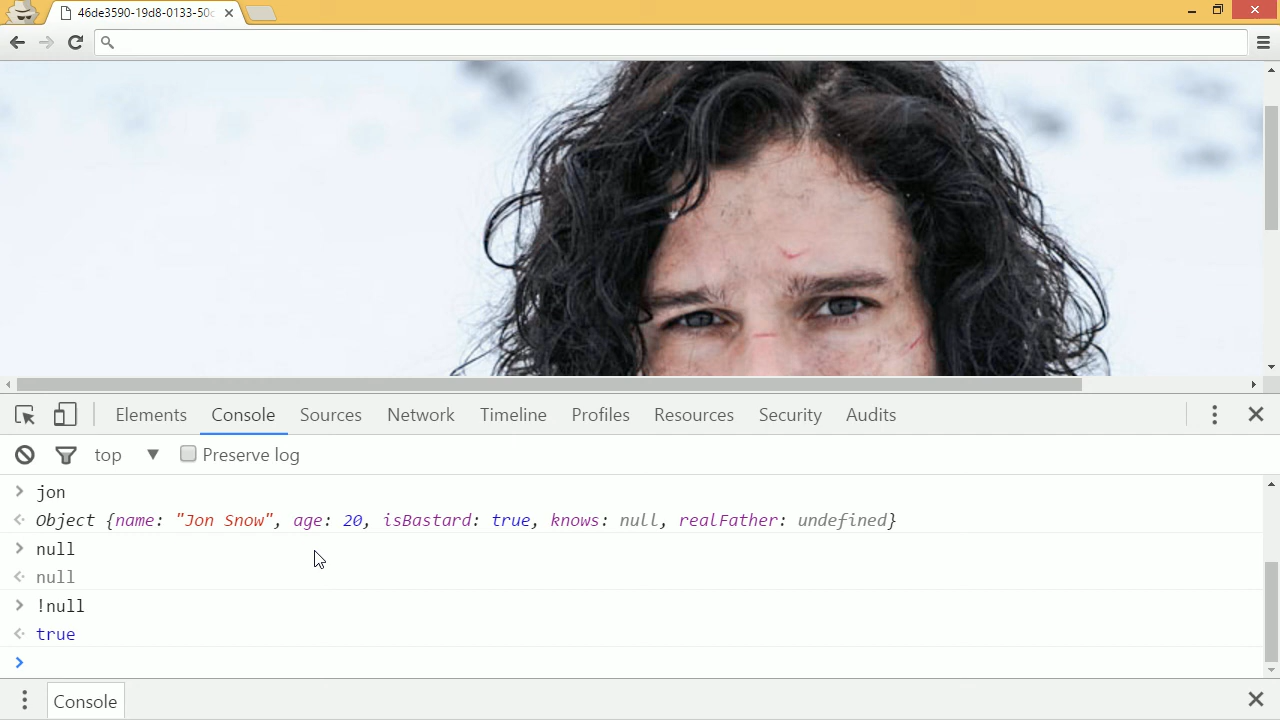 46de3590-19d8-0133-50c
Elements Console Sources Network Timeline Profiles Resources Security Audits
top Preserve log
jon
Object {name: "Jon Snow", age: 20, isBastard: true, knows: null, realFather: undefined}
null
null
!null
true
Console